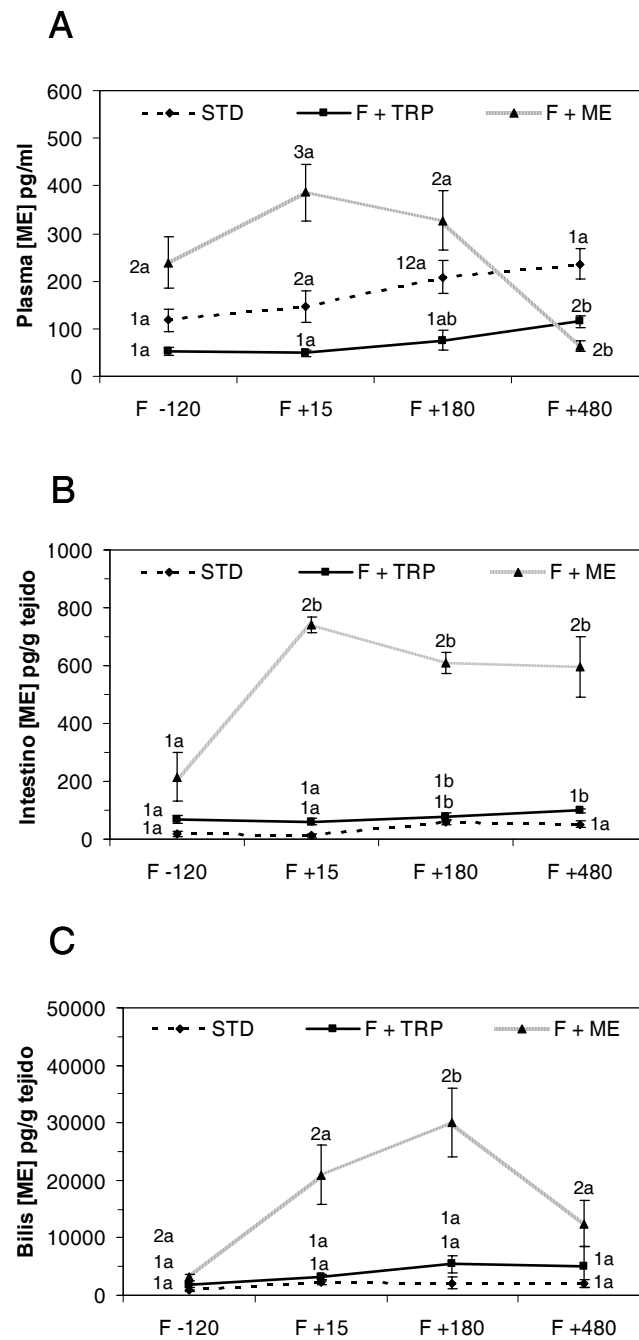 A
600
STD F + TRP F + ME
500
3a
400
2a
300
12a 1a
2a
2a
200
1a
2b
1ab
100
1a 1a
2b
0
Plasma [ME] pg/ml
F -120 F +15 F +180 F +480
B
1000
STD F + TRP F + ME
800
2b
2b 2b
600
400
1a
200
1a 1b
1a 1a 1b 1b
1a 1a
0
Intestino [ME] pg/g tejido
F -120 F +15 F +180 F +480
C
50000
STD F + TRP F + ME
40000
2b
30000
2a
20000
2a
1a
10000
2a 1a 1a
1a 1a 1a
1a 1a
0
Bilis [ME] pg/g tejido
F -120 F +15 F +180 F +480